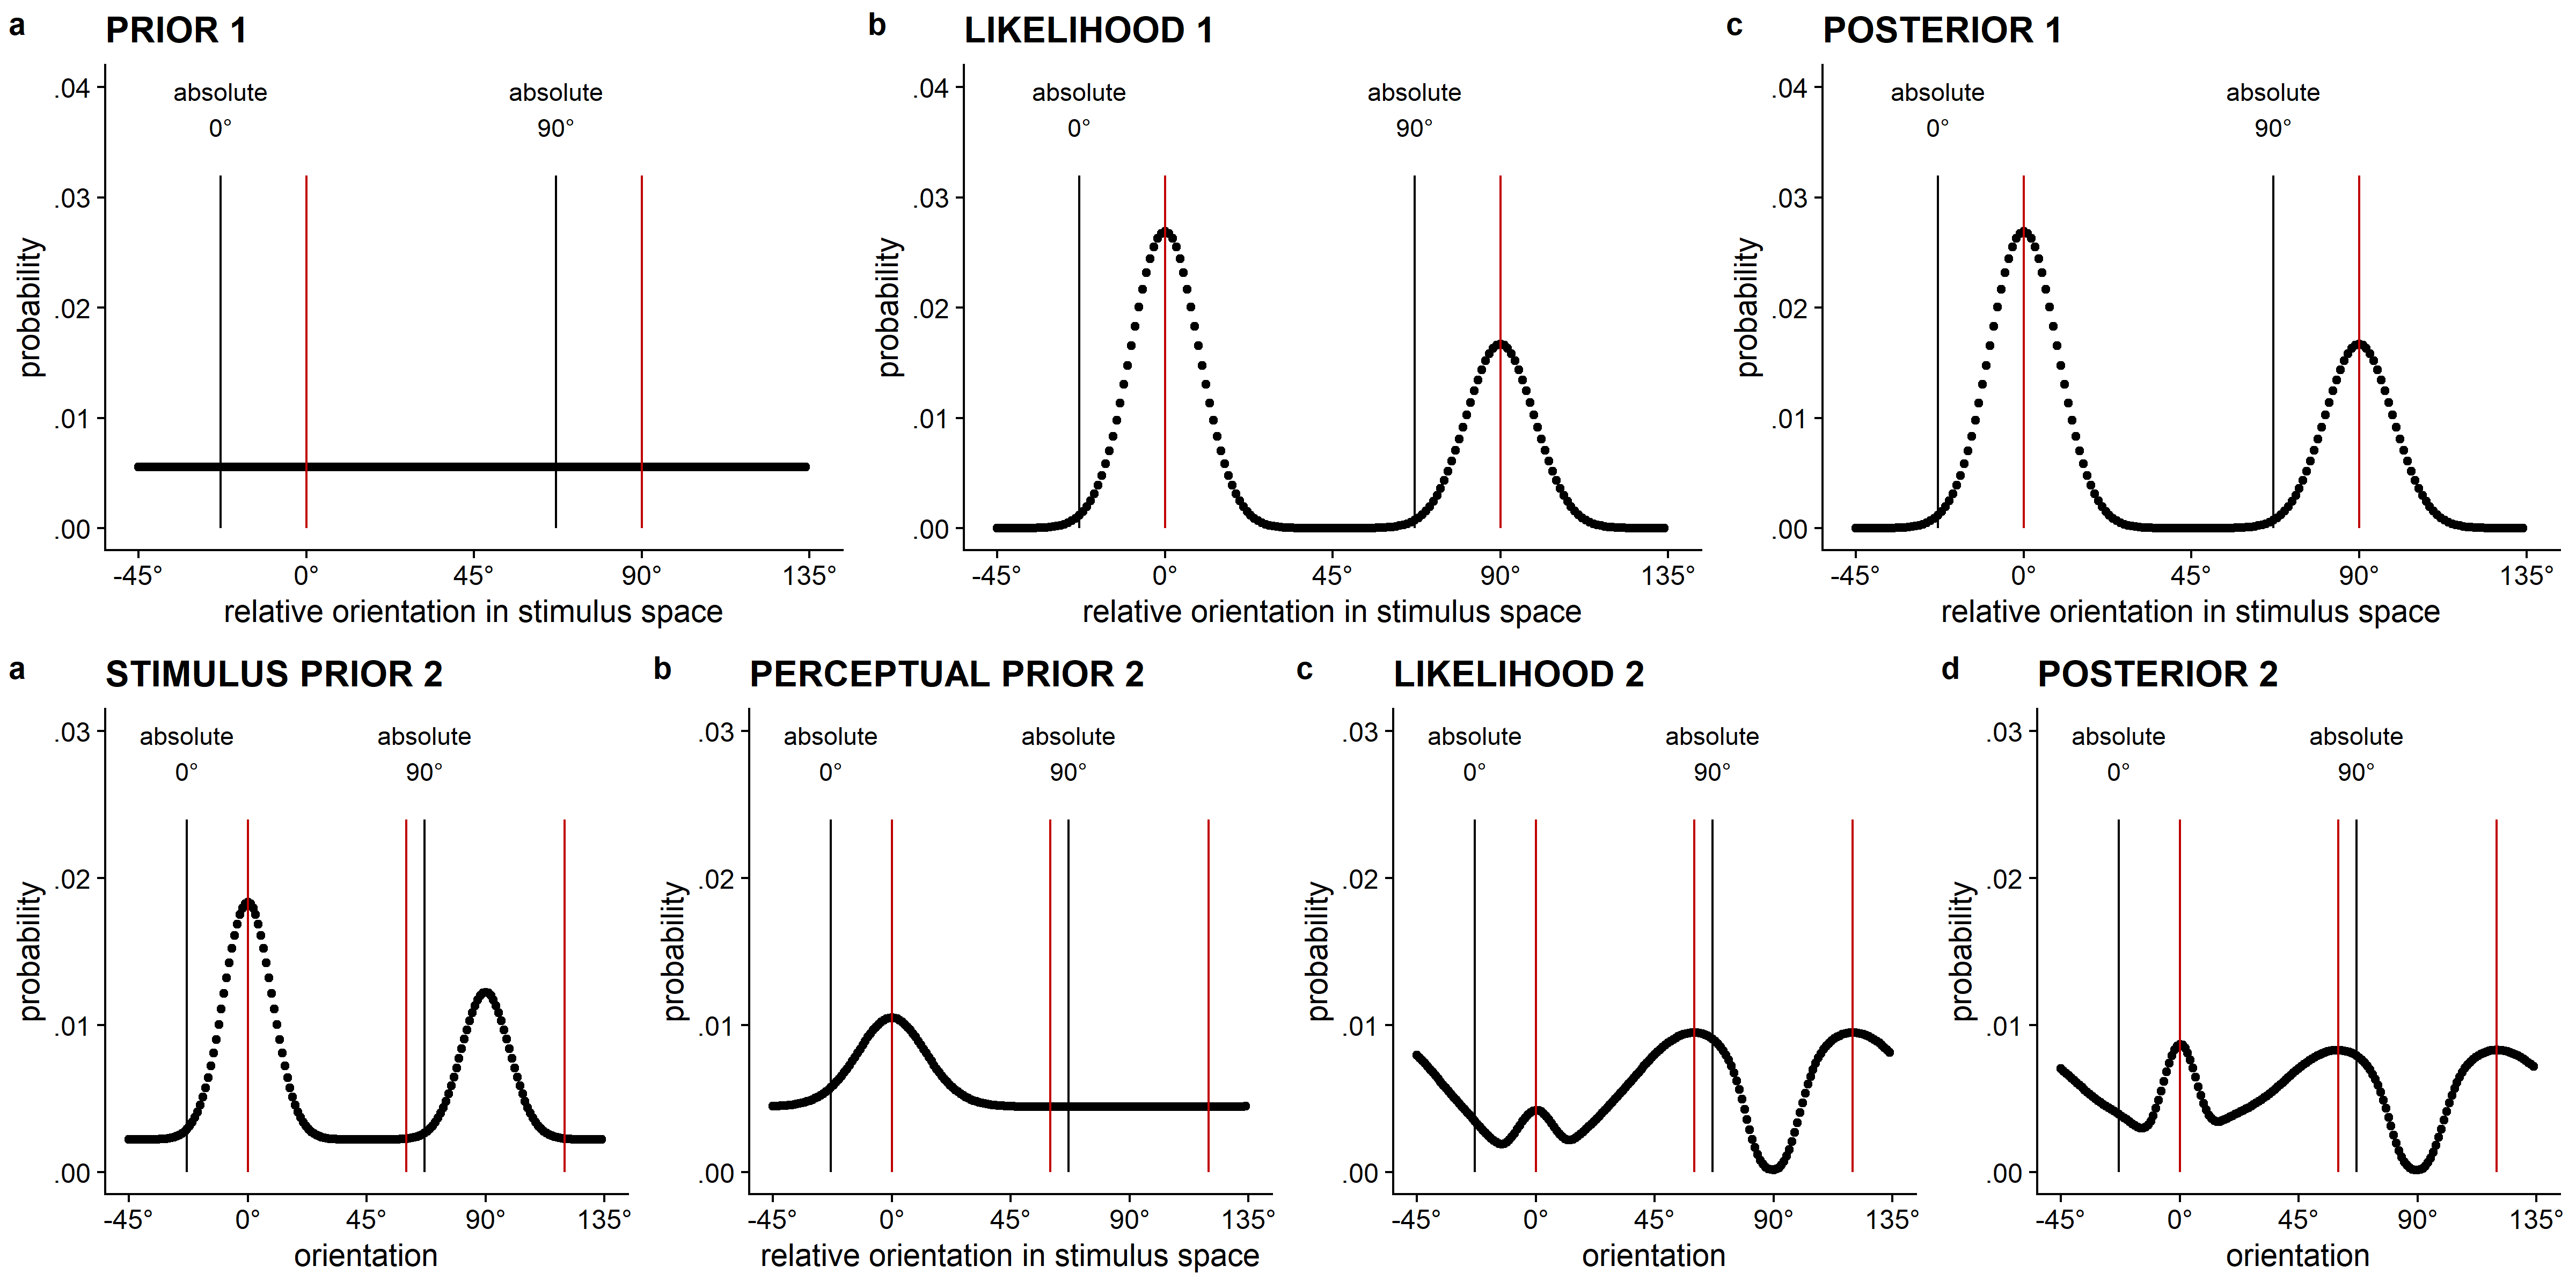 a PRIOR 1
absolute
0°
absolute
90°
.04
.03
.02
.01
.00
probability
-45° 0° 45° 90° 135°
relative orientation in stimulus space
b LIKELIHOOD 1
absolute
0°
absolute
90°
.04
.03
.02
.01
.00
probability
-45° 0° 45° 90° 135°
relative orientation in stimulus space
c POSTERIOR 1
absolute
0°
absolute
90°
.04
.03
.02
.01
.00
probability
-45° 0° 45° 90° 135°
relative orientation in stimulus space
a STIMULUS PRIOR 2
absolute
0°
absolute
90°
.03
.02
.01
.00
probability
-45° 0° 45° 90° 135°
orientation
b PERCEPTUAL PRIOR 2
absolute
0°
absolute
90°
.03
.02
.01
.00
probability
-45° 0° 45° 90° 135°
relative orientation in stimulus space
c LIKELIHOOD 2
absolute
0°
absolute
90°
.03
.02
.01
.00
probability
-45° 0° 45° 90° 135°
orientation
d POSTERIOR 2
absolute
0°
absolute
90°
.03
.02
.01
.00
probability
-45° 0° 45° 90° 135°
orientation